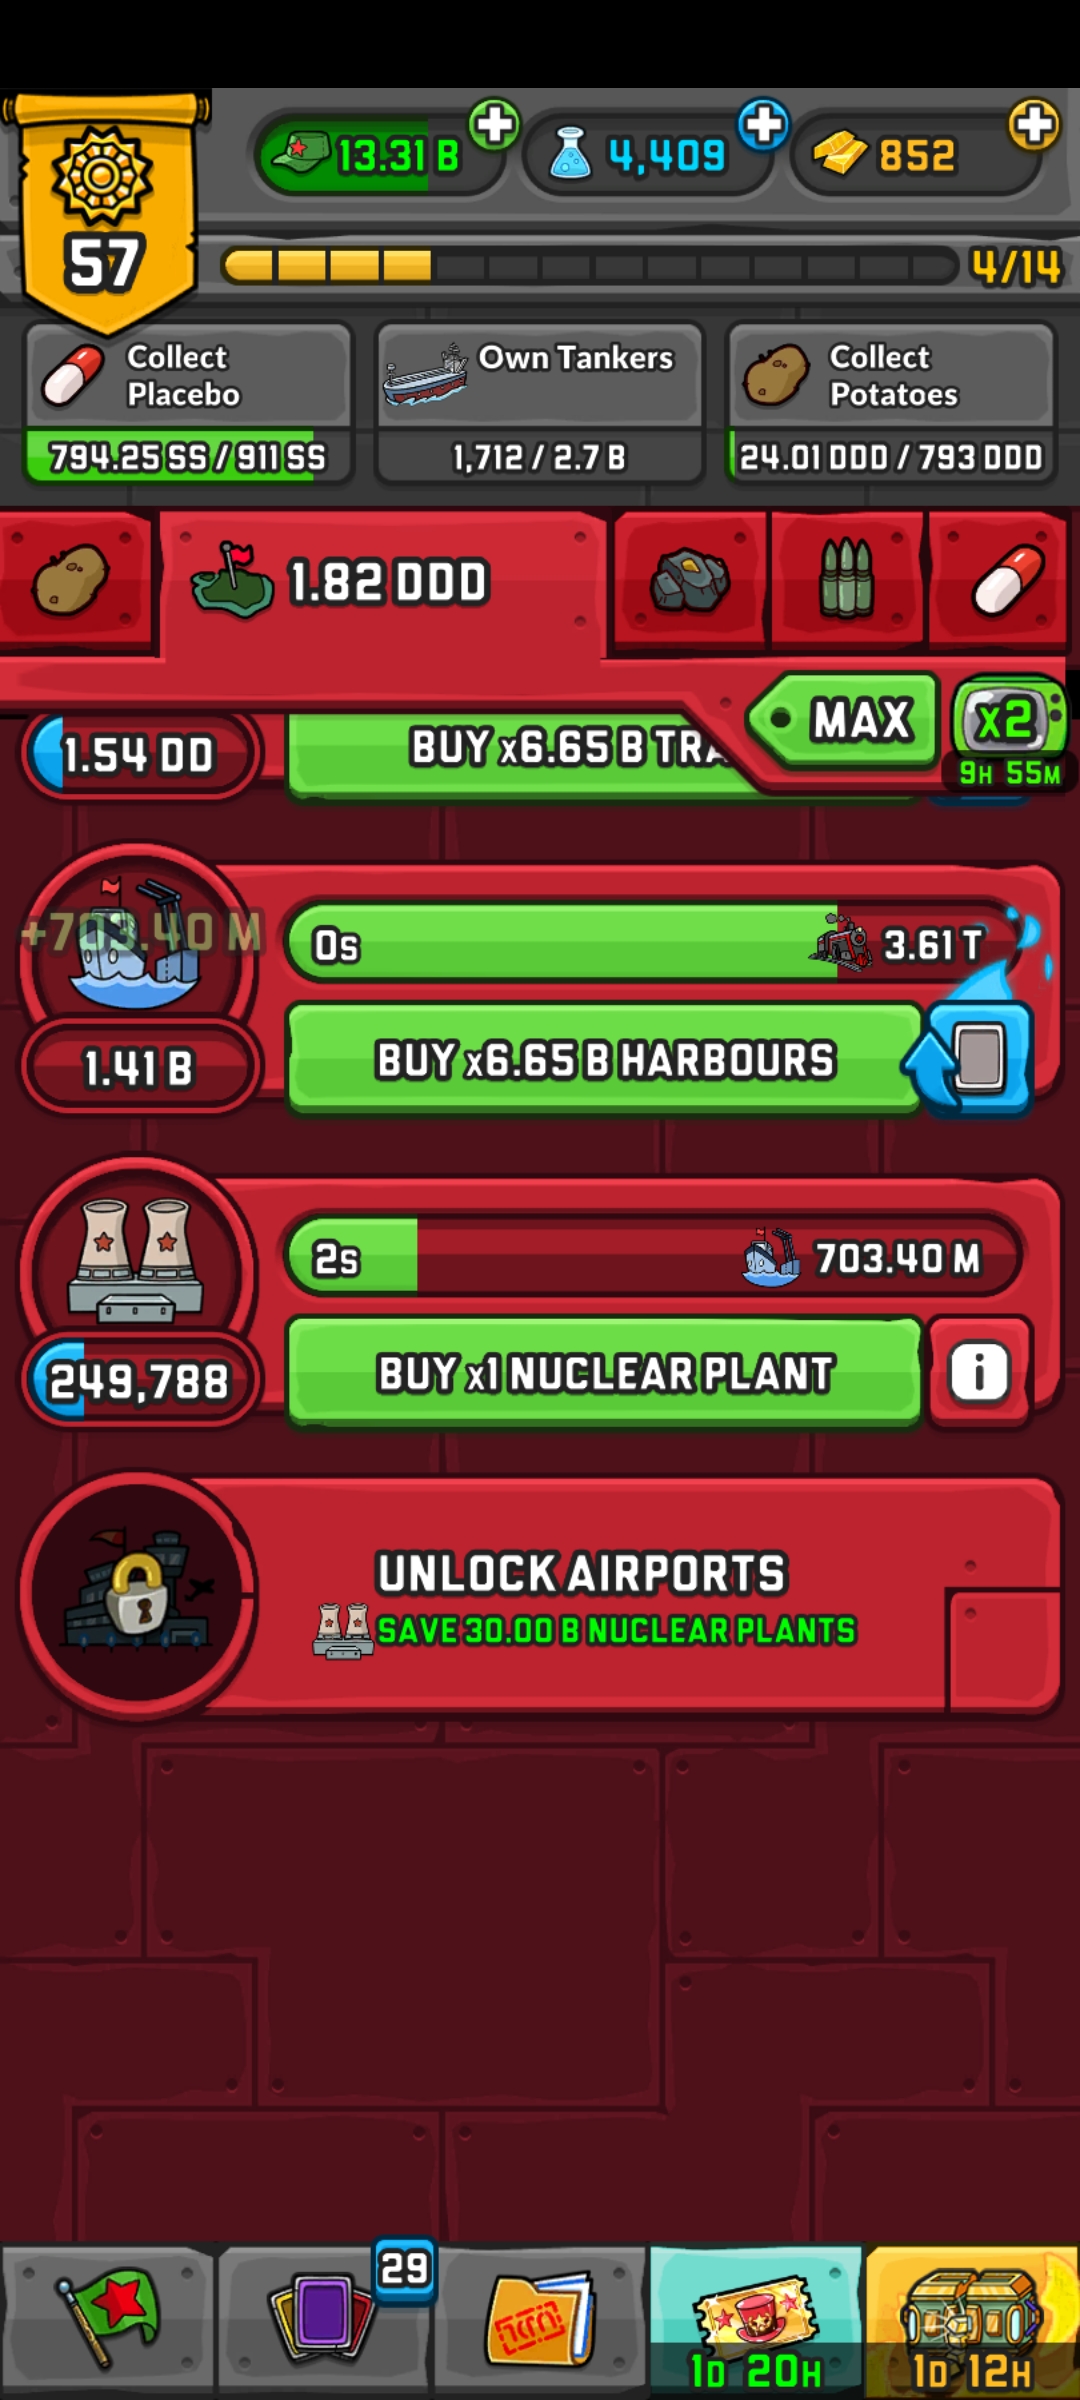 13.31 B
4,409
852
57
4/14
Collect
Placebo
794.25 SS / 911 SS
Own Tankers
1,712 / 2.7 B
Collect
Potatoes
24.01 DDD / 793 DDD
1.82 DDD
MAX
x2
9H 55M
1.54 DD
BUY x6.65 B
+703.40 M
0s
3.61 T
1.41 B
BUY x6.65 B HARBOURS
2s
703.40 M
249,788
BUY x1 NUCLEAR PLANT
i
UNLOCK AIRPORTS
SAVE 30.00 B NUCLEAR PLANTS
29
1D 20H
1D 12H